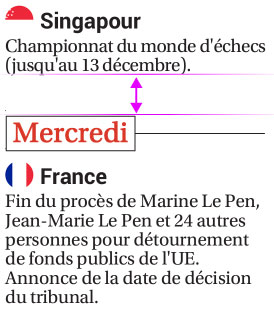 Singapour
Championnat du monde d'échecs
(jusqu'au 13 décembre).
Mercredi
France
Fin du procès de Marine Le Pen,
Jean-Marie Le Pen et 24 autres
personnes pour détournement
de fonds publics de l'UE.
Annonce de la date de décision
du tribunal.